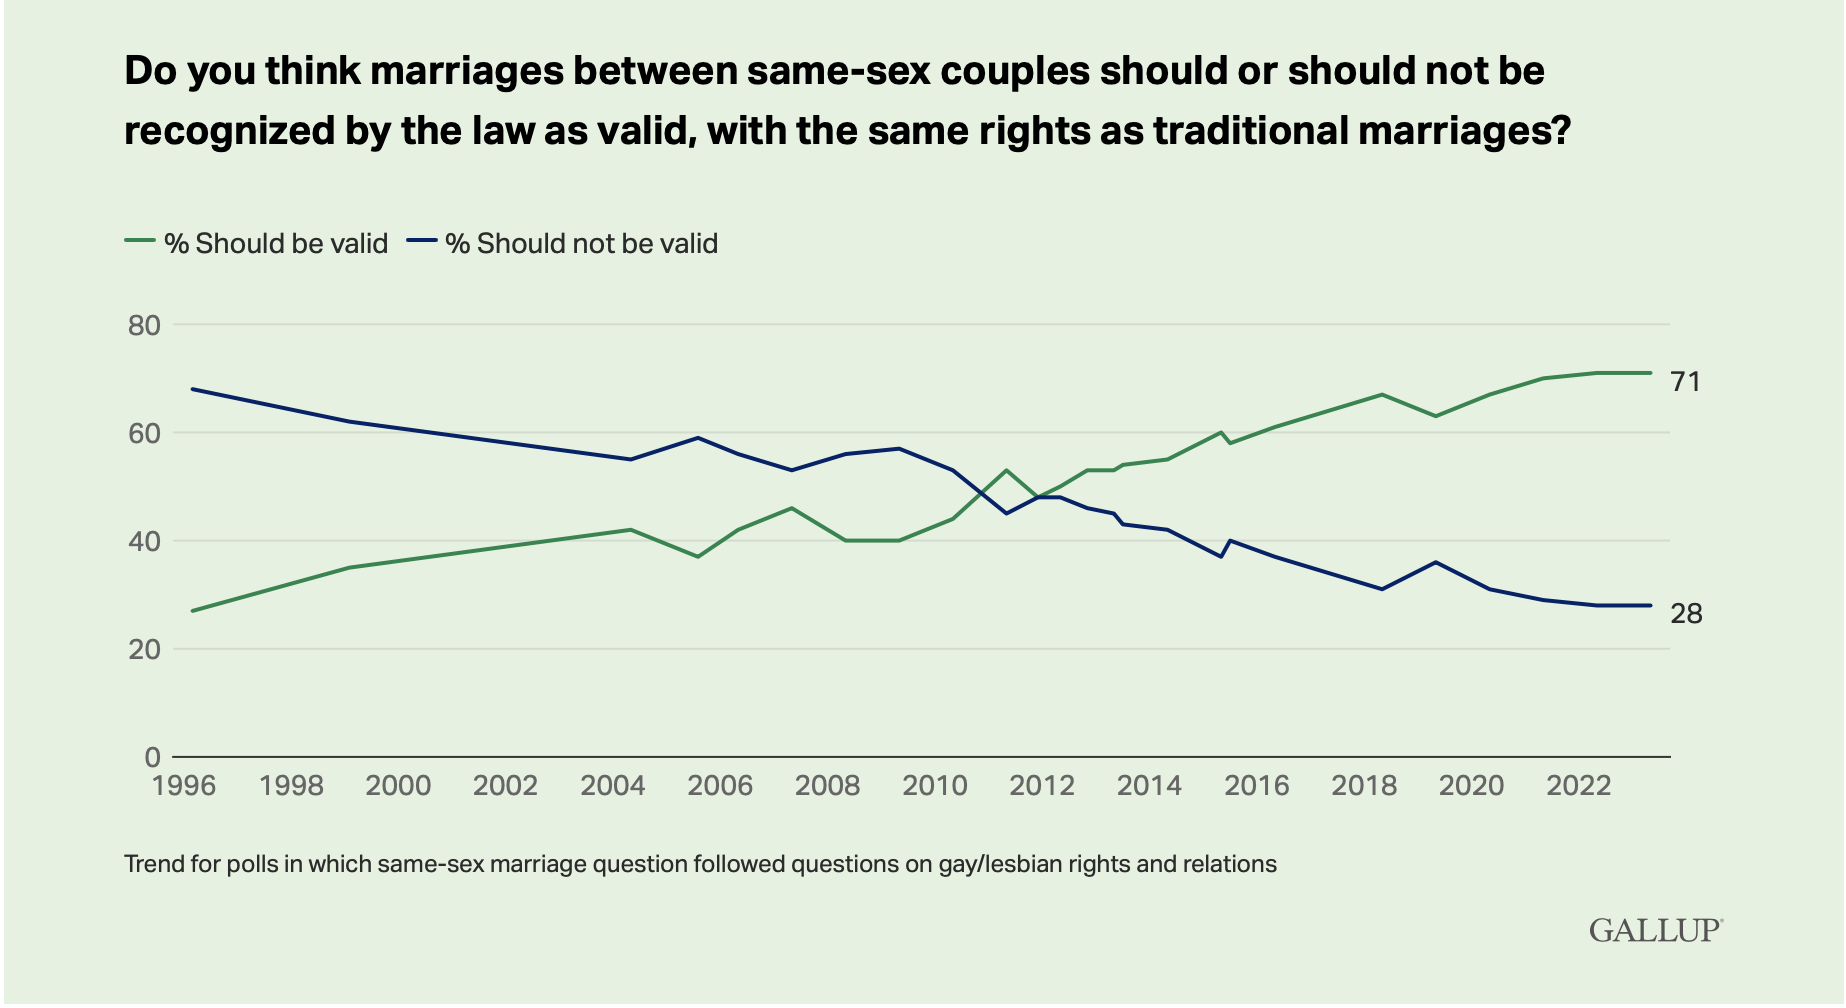 Do you think marriages between same-sex couples should or should not be
recognized by the law as valid, with the same rights as traditional marriages?
% Should be valid % Should not be valid
80
71
60
40
28
20
0
1996 1998 2000 2002 2004 2006 2008 2010 2012 2014 2016 2018 2020 2022
Trend for polls in which same-sex marriage question followed questions on gay/lesbian rights and relations
GALLUP®